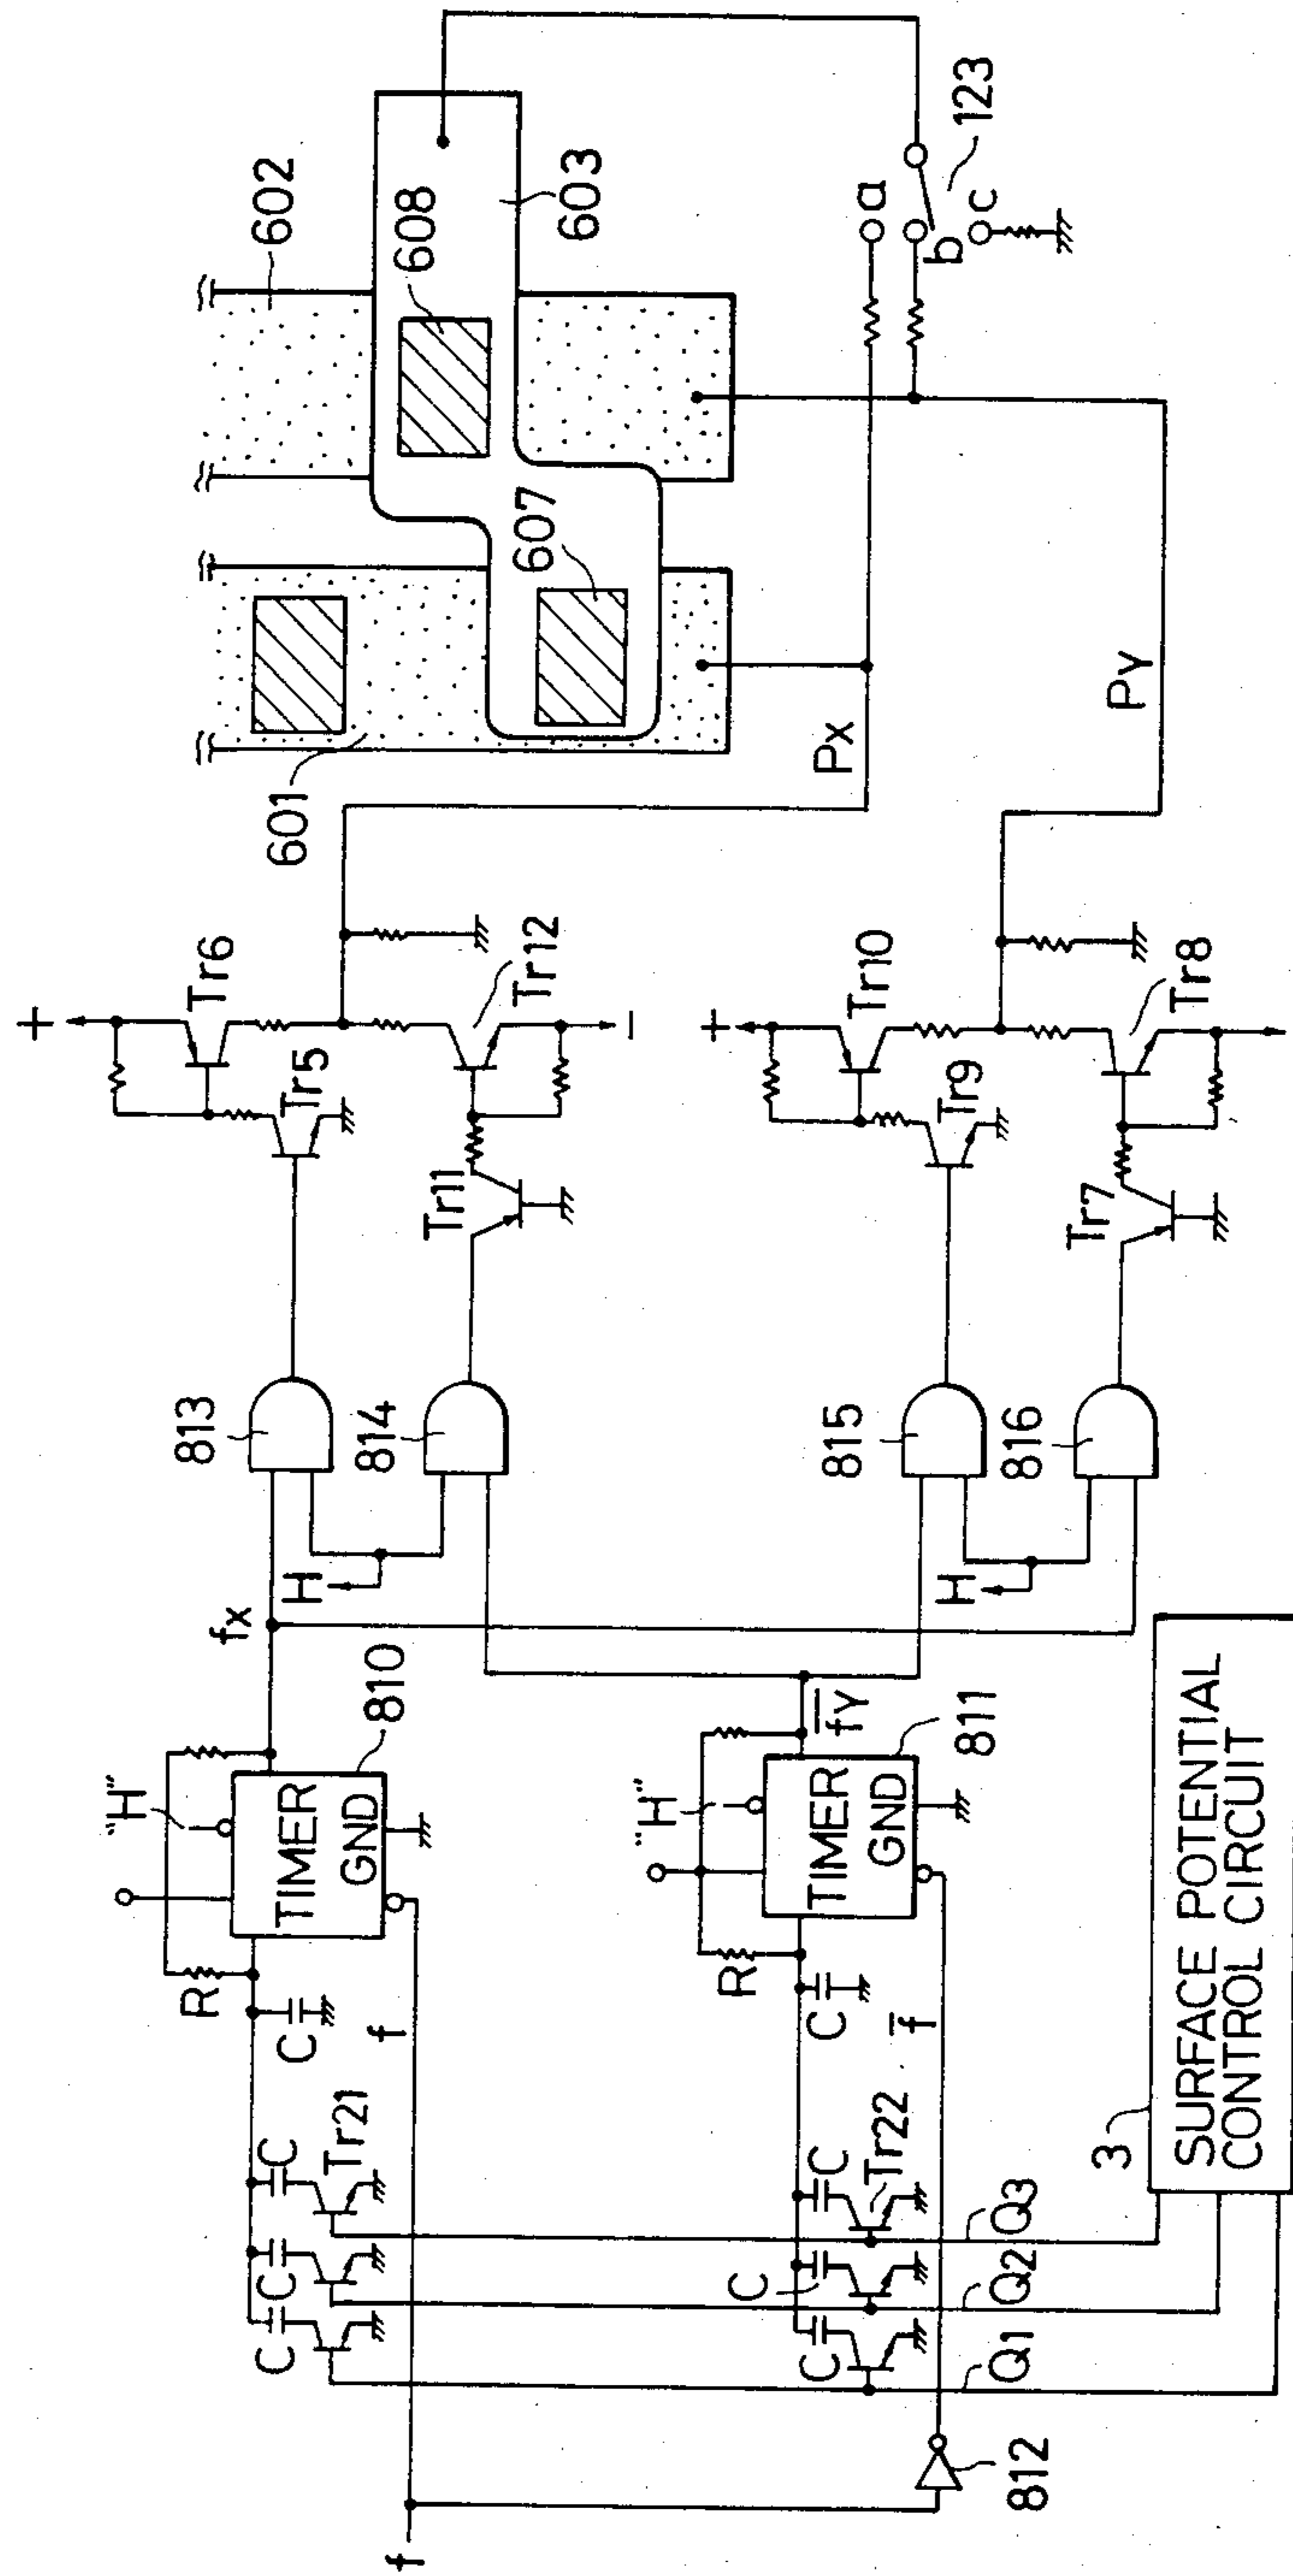 602
608
603
607
601
a
b
c
123
Px
Py
+
Tr6
Tr5
Tr12
Tr11
−
+
Tr10
Tr9
Tr8
Tr7
813
814
815
816
H
H
fx
"H"
TIMER
GND
810
R
C
f
"H"
TIMER
GND
811
f̅Y̅
R
C
f̅
C
C
C
Tr21
C
C
C
Tr22
Q3
Q2
Q1
f
812
3
SURFACE POTENTIAL
CONTROL CIRCUIT